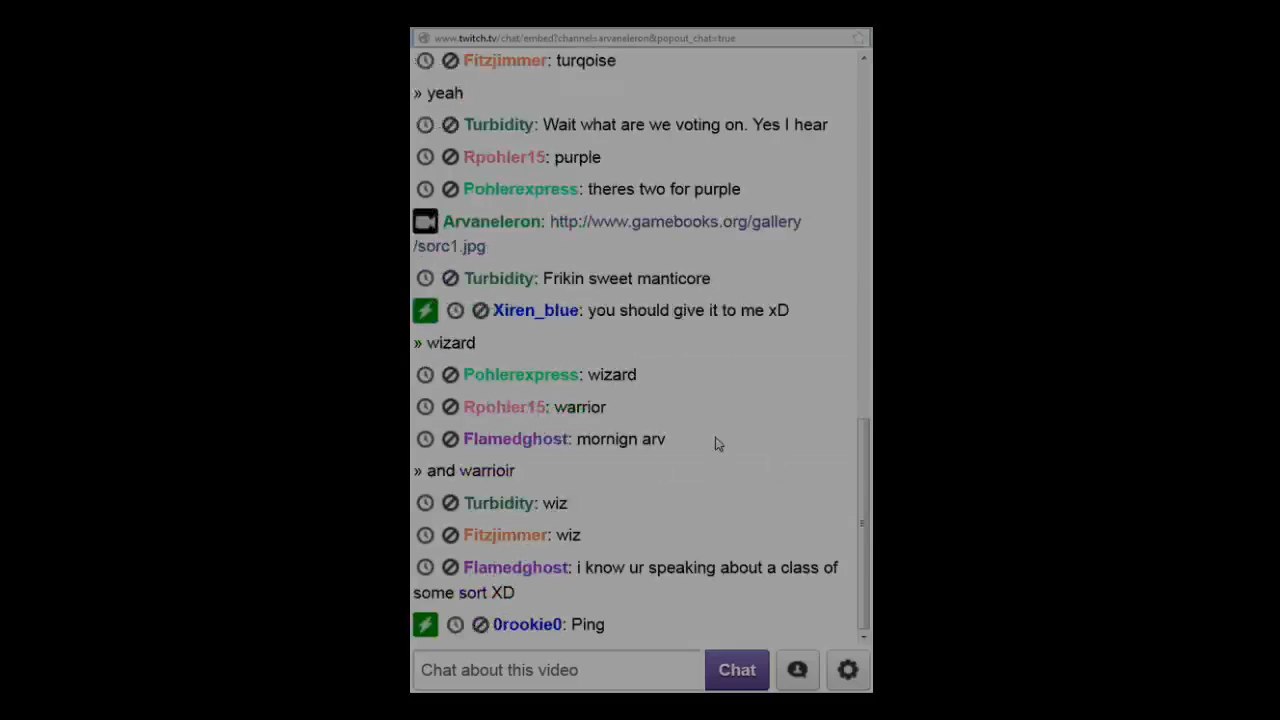 www.twitch.tv/chat/embed?channel=arvaneleron&popout_chat=true
Fitzjimmer: turqoise
» yeah
Turbidity: Wait what are we voting on. Yes I hear
Rpohler15: purple
Pohlerexpress: theres two for purple
Arvaneleron: http://www.gamebooks.org/gallery
/sorc1.jpg
Turbidity: Frikin sweet manticore
Xiren_blue: you should give it to me xD
» wizard
Pohlerexpress: wizard
Rpohler15: warrior
Flamedghost: mornign arv
» and warrioir
Turbidity: wiz
Fitzjimmer: wiz
Flamedghost: i know ur speaking about a class of
some sort XD
0rookie0: Ping
Chat about this video
Chat